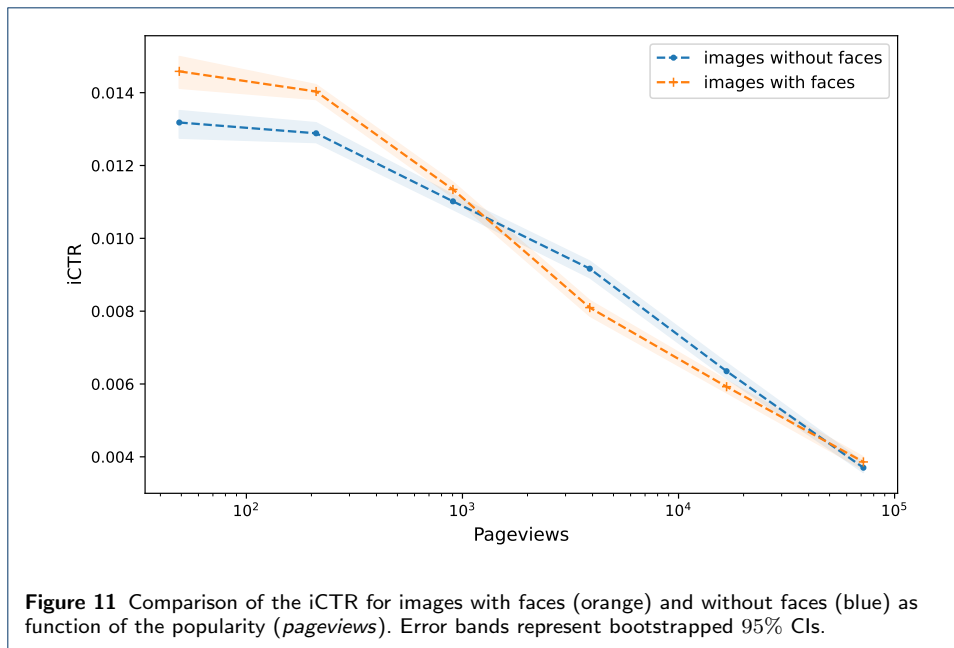 images without faces
images with faces
0.014
0.012
0.010
0.008
0.006
0.004
iCTR
10²
10³
10⁴
10⁵
Pageviews
Figure 11 Comparison of the iCTR for images with faces (orange) and without faces (blue) as
function of the popularity (pageviews). Error bands represent bootstrapped 95% CIs.